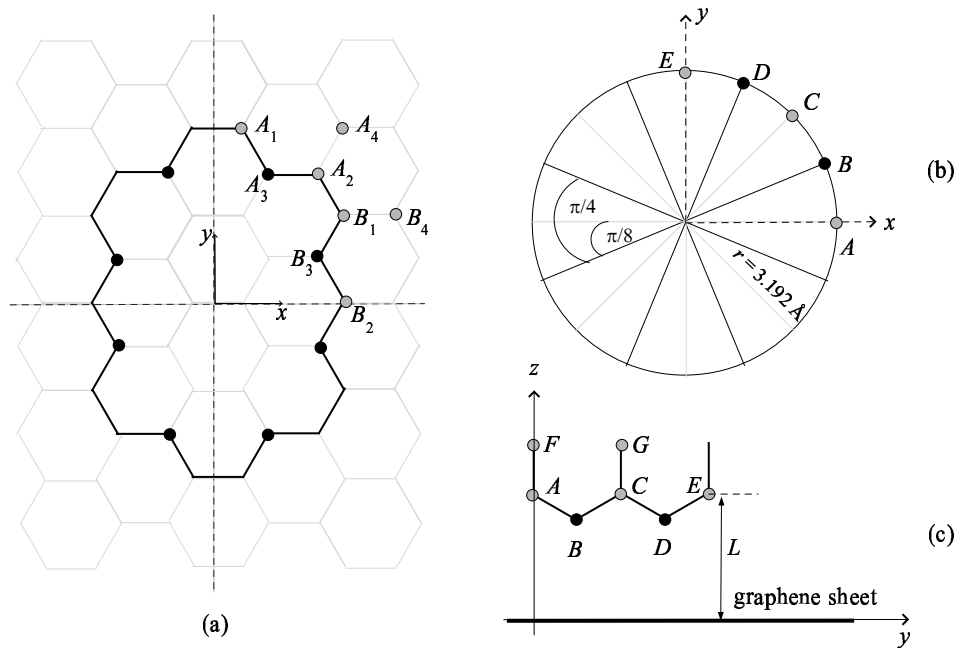 A₁
A₄
A₃
A₂
B₁
B₄
y
B₃
x
B₂
(a)
y
E
D
C
B
π/4
π/8
x
A
r = 3.192 Å
(b)
z
F
G
A
C
E
B
D
L
(c)
graphene sheet
y